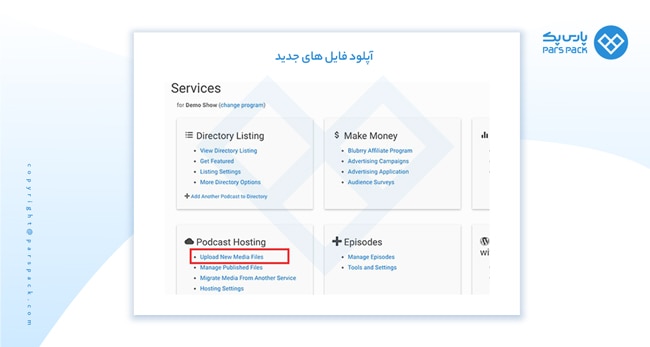 پارس پک
PARS PACK
آپلود فایل های جدید
Services
for Demo Show (change program)
Directory Listing
View Directory Listing
Get Featured
Listing Settings
More Directory Options
Add Another Podcast to Directory
$ Make Money
Blubrry Affiliate Program
Advertising Campaigns
Advertising Application
Audience Surveys
Podcast Hosting
Upload New Media Files
Manage Published Files
Migrate Media From Another Service
Hosting Settings
Episodes
Manage Episodes
Tools and Settings
wi
copyright@parspack.com